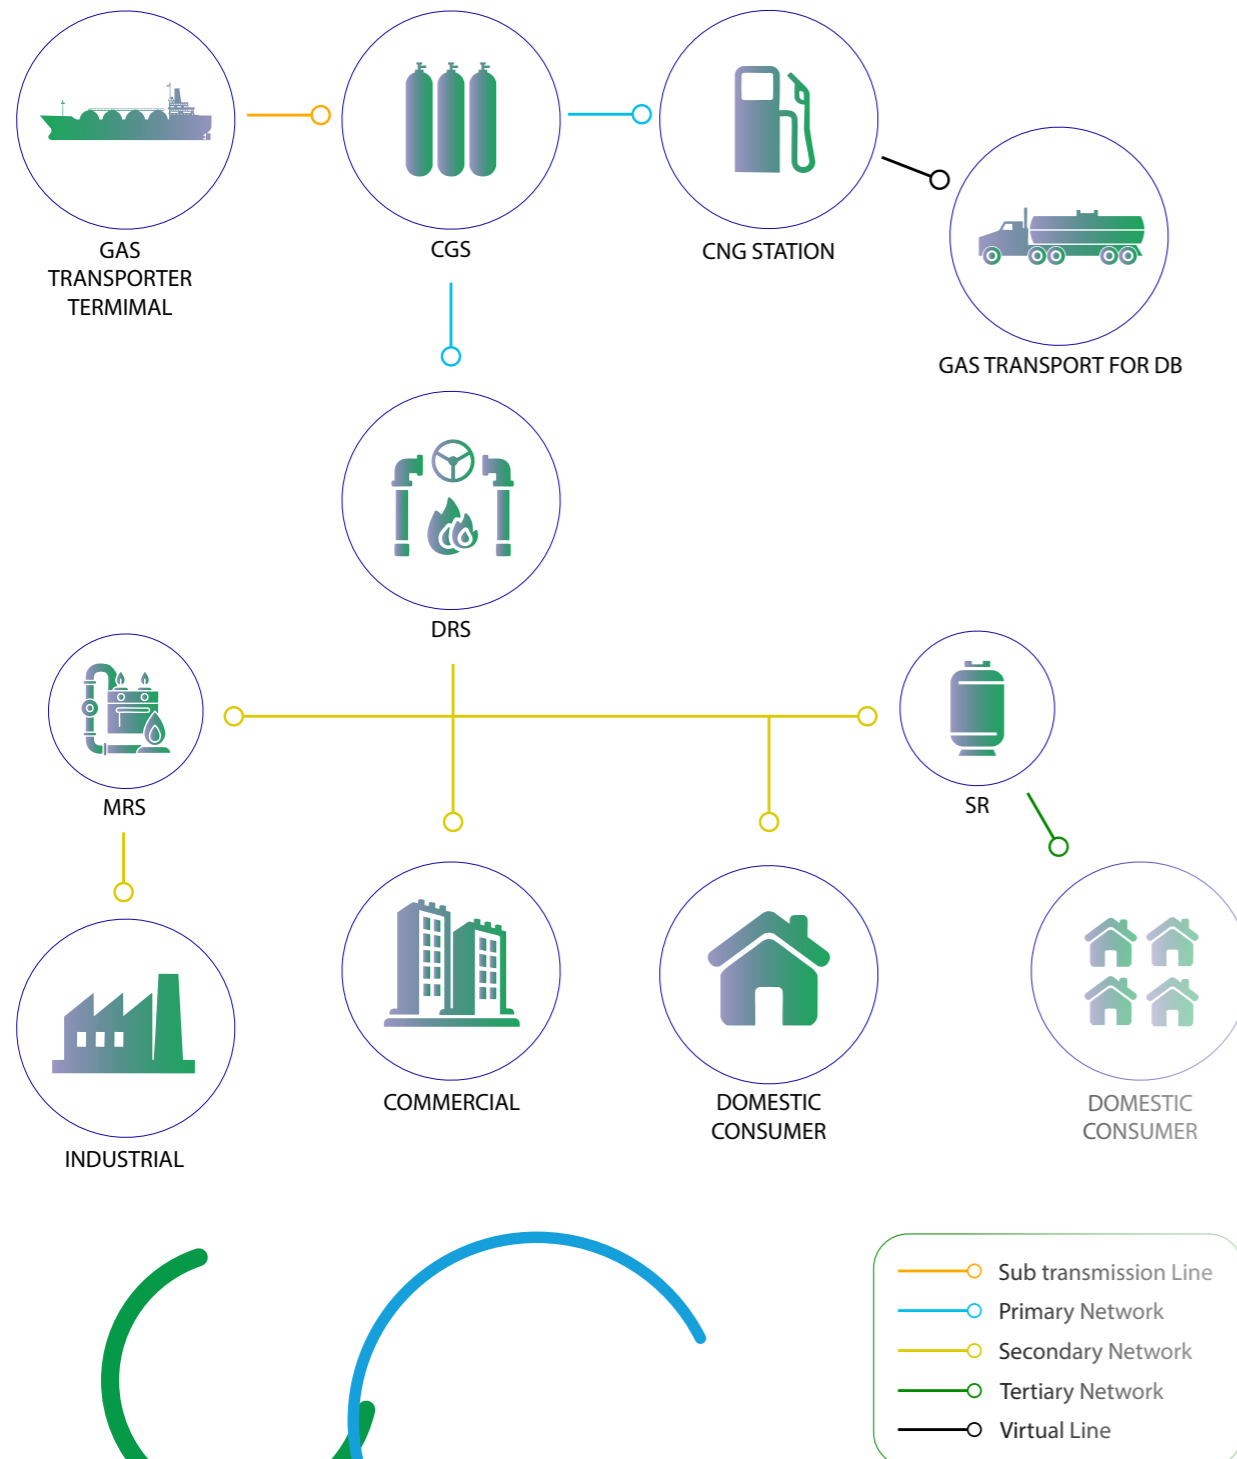 GAS
TRANSPORTER
TERMIMAL
CGS
CNG STATION
GAS TRANSPORT FOR DB
DRS
MRS
SR
INDUSTRIAL
COMMERCIAL
DOMESTIC
CONSUMER
DOMESTIC
CONSUMER
Sub transmission Line
Primary Network
Secondary Network
Tertiary Network
Virtual Line